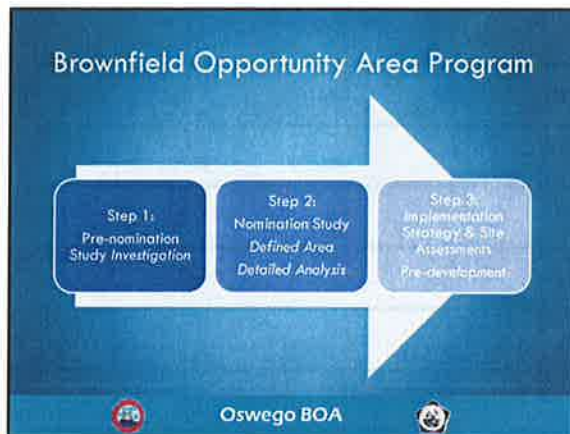 Brownfield Opportunity Area Program
Step 1:
Pre-nomination
Study Investigation
Step 2:
Nomination Study
Defined Area
Detailed Analysis
Step 3:
Implementation
Strategy & Site
Assessments
Pre-development
Oswego BOA